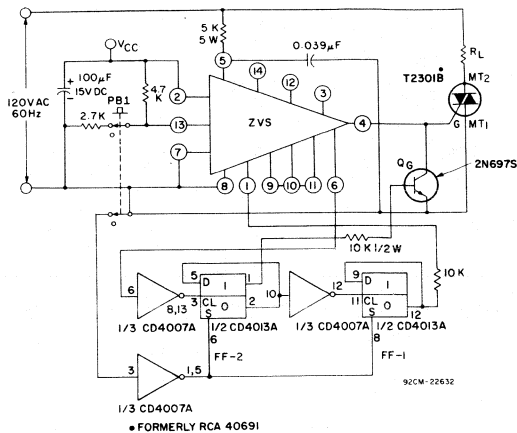 5 K
5 W
0.039µF
VCC
100µF
15V DC
4.7
K
PB1
2.7K
120VAC
60Hz
5
14
12
3
2
13
7
ZVS
4
8
1
9
10
11
6
RL
T2301B•
MT2
G
MT1
QG
2N697S
10K 1/2 W
10 K
6
8,13
5
D
1
1
3
CL
0
2
S
6
10
12
9
D
1
11
CL
0
12
S
8
1/3 CD4007A
1/2 CD4013A
1/3 CD4007A
1/2 CD4013A
FF-2
FF-1
3
1,5
1/3 CD4007A
92CM-22632
• FORMERLY RCA 40691